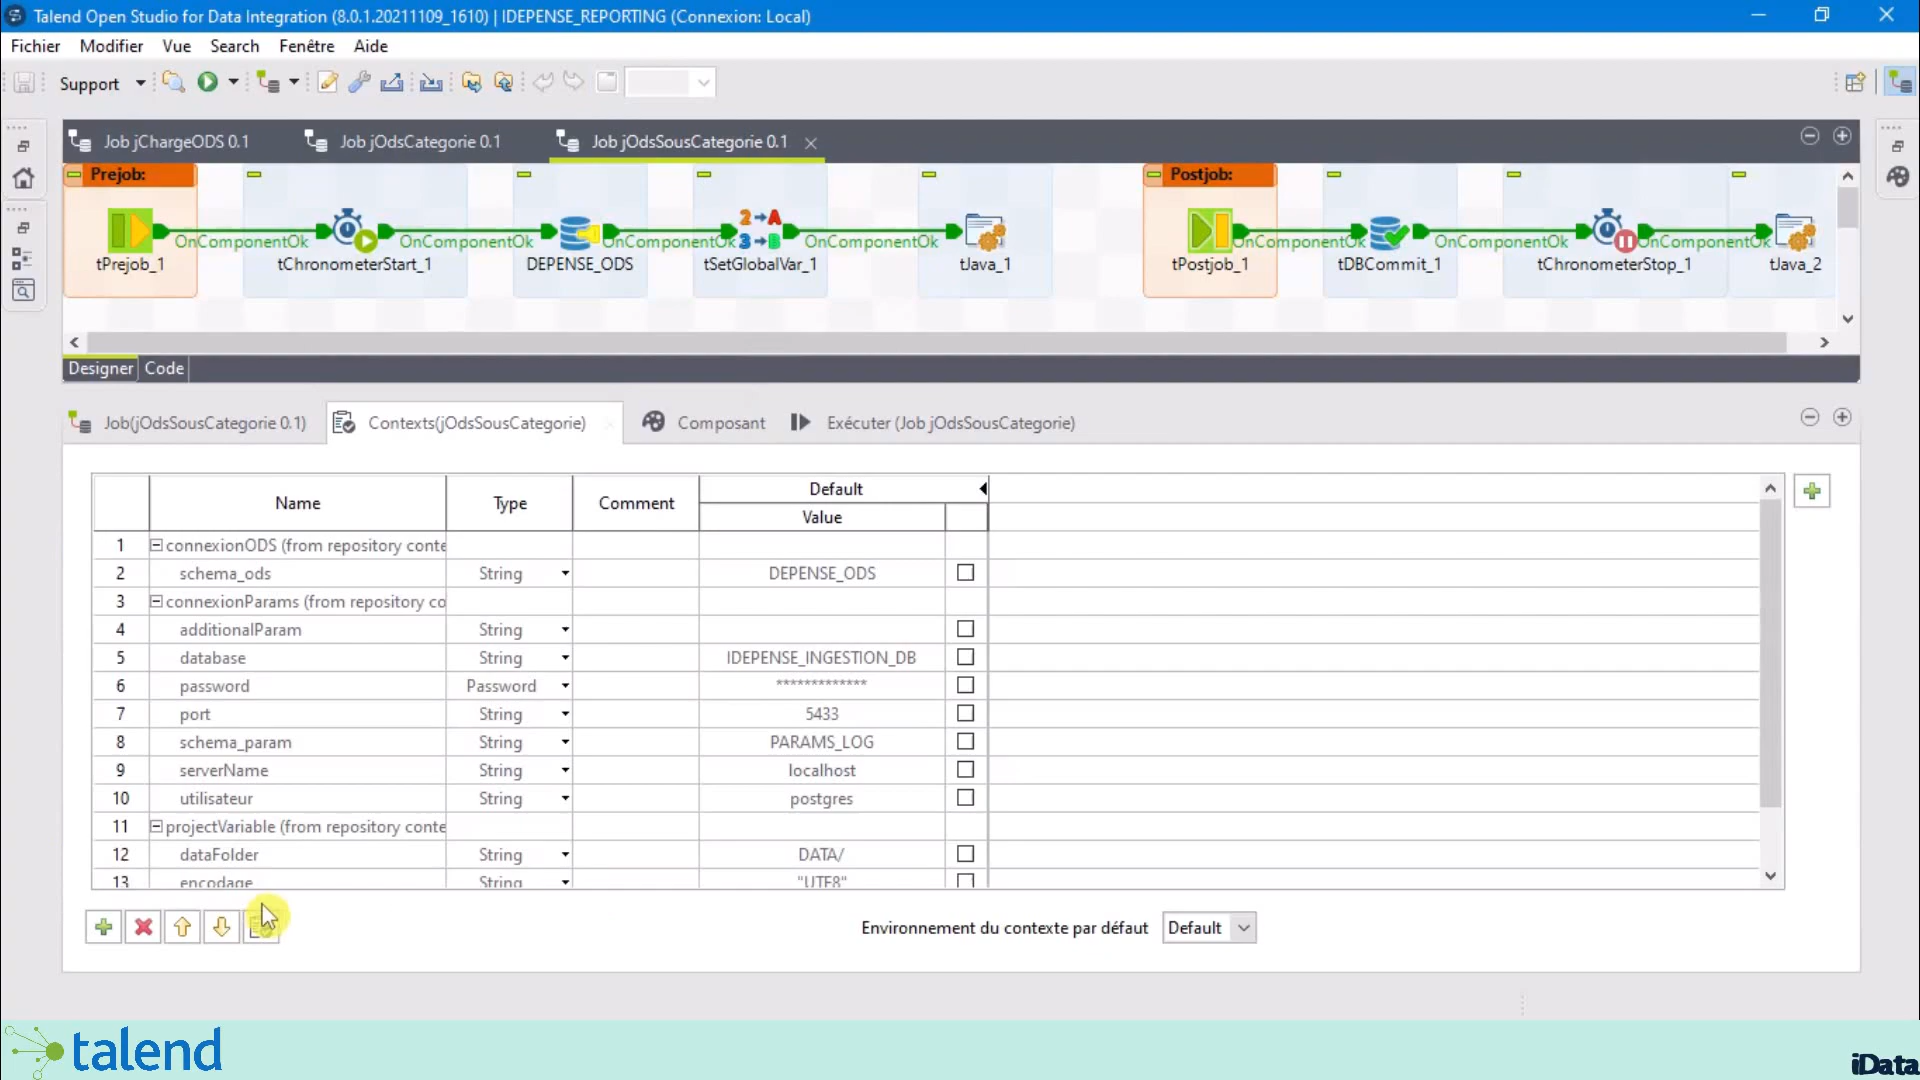 Talend Open Studio for Data Integration (8.0.1.20211109_1610) | IDEPENSE_REPORTING (Connexion: Local)
Fichier Modifier Vue Search Fenêtre Aide
Support
Job jChargeODS 0.1 Job jOdsCategorie 0.1 Job jOdsSousCategorie 0.1
Prejob: Postjob:
OnComponentOk OnComponentOk OnComponentOk OnComponentOk OnComponentOk OnComponentOk OnComponentOk
tPrejob_1 tChronometerStart_1 DEPENSE_ODS tSetGlobalVar_1 tJava_1 tPostjob_1 tDBCommit_1 tChronometerStop_1 tJava_2
Designer Code
Job(jOdsSousCategorie 0.1) Contexts(jOdsSousCategorie) Composant Exécuter (Job jOdsSousCategorie)
Name Type Comment Default
Value
1 connexionODS (from repository conte
2 schema_ods String DEPENSE_ODS
3 connexionParams (from repository co
4 additionalParam String
5 database String IDEPENSE_INGESTION_DB
6 password Password *************
7 port String 5433
8 schema_param String PARAMS_LOG
9 serverName String localhost
10 utilisateur String postgres
11 projectVariable (from repository conte
12 dataFolder String DATA/
13 encodage String "UTF8"
Environnement du contexte par défaut Default
talend
iData